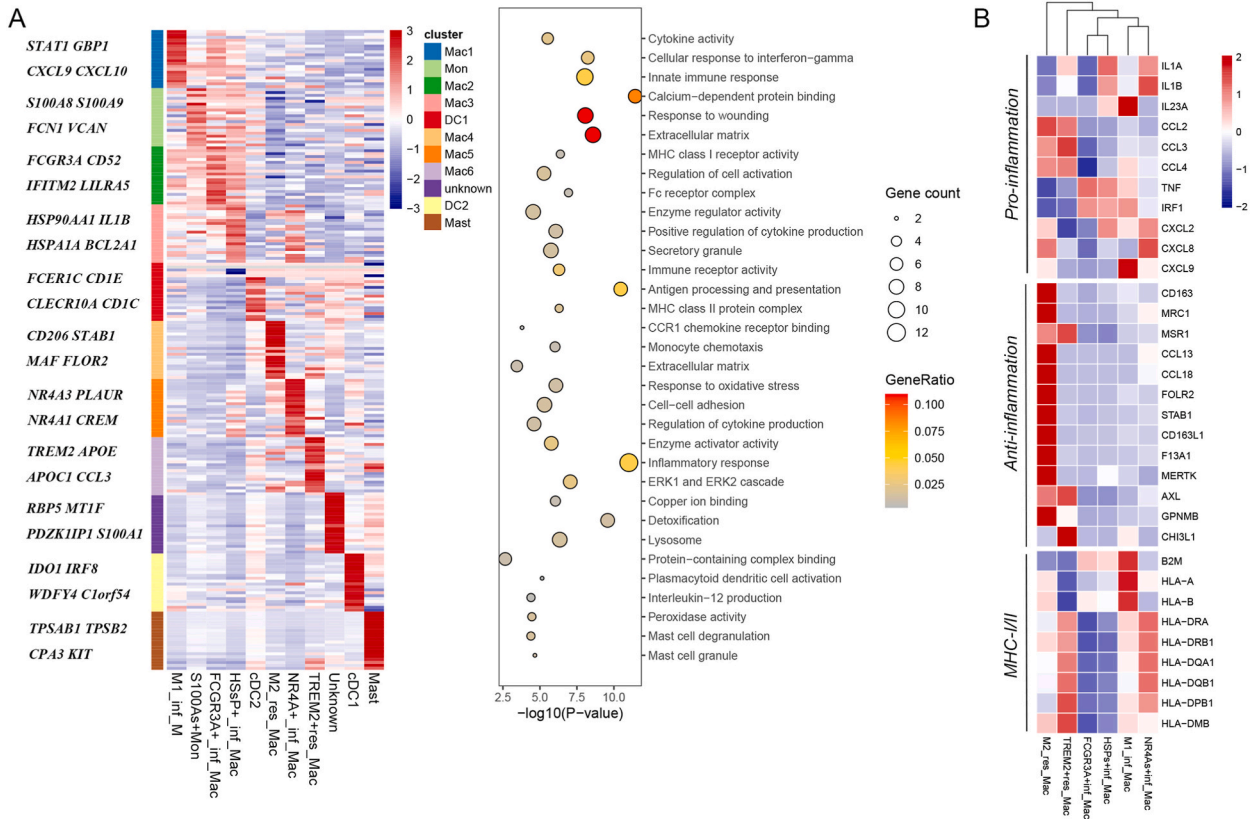 A
STAT1 GBP1
CXCL9 CXCL10
S100A8 S100A9
FCN1 VCAN
FCGR3A CD52
IFITM2 LILRA5
HSP90AA1 IL1B
HSPA1A BCL2A1
FCER1C CD1E
CLECR10A CD1C
CD206 STAB1
MAF FLOR2
NR4A3 PLAUR
NR4A1 CREM
TREM2 APOE
APOC1 CCL3
RBP5 MT1F
PDZK1IP1 S100A1
IDO1 IRF8
WDFY4 C1orf54
TPSAB1 TPSB2
CPA3 KIT
M1_inf_M
S100As+Mon
FCGR3A+_inf_Mac
HSsP+_inf_Mac
cDC2
M2_res_Mac
NR4A+_inf_Mac
TREM2+res_Mac
Unknown
cDC1
Mast
3
2
1
0
−1
−2
−3
cluster
Mac1
Mon
Mac2
Mac3
DC1
Mac4
Mac5
Mac6
unknown
DC2
Mast
Cytokine activity
Cellular response to interferon-gamma
Innate immune response
Calcium-dependent protein binding
Response to wounding
Extracellular matrix
MHC class I receptor activity
Regulation of cell activation
Fc receptor complex
Enzyme regulator activity
Positive regulation of cytokine production
Secretory granule
Immune receptor activity
Antigen processing and presentation
MHC class II protein complex
CCR1 chemokine receptor binding
Monocyte chemotaxis
Extracellular matrix
Response to oxidative stress
Cell-cell adhesion
Regulation of cytokine production
Enzyme activator activity
Inflammatory response
ERK1 and ERK2 cascade
Copper ion binding
Detoxification
Lysosome
Protein-containing complex binding
Plasmacytoid dendritic cell activation
Interleukin-12 production
Peroxidase activity
Mast cell degranulation
Mast cell granule
2.5 5.0 7.5 10.0
−log10(P-value)
Gene count
2
4
6
8
10
12
GeneRatio
0.100
0.075
0.050
0.025
B
Pro-inflammation
IL1A
IL1B
IL23A
CCL2
CCL3
CCL4
TNF
IRF1
CXCL2
CXCL8
CXCL9
Anti-inflammation
CD163
MRC1
MSR1
CCL13
CCL18
FOLR2
STAB1
CD163L1
F13A1
MERTK
AXL
GPNMB
CHI3L1
MHC-I/II
B2M
HLA-A
HLA-B
HLA-DRA
HLA-DRB1
HLA-DQA1
HLA-DQB1
HLA-DPB1
HLA-DMB
M2_res_Mac
TREM2+res_Mac
FCGR3A+inf_Mac
HSPs+inf_Mac
M1_inf_Mac
NR4As+inf_Mac
2
1
0
−1
−2